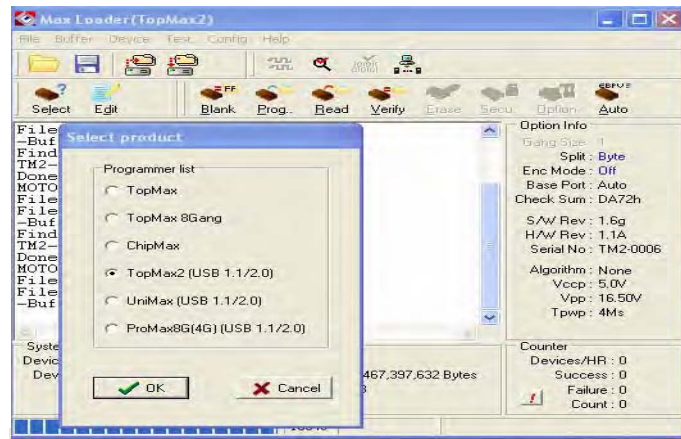 Max Loader(TopMax2)
File Buffer Device Test Config Help
Select Edit Blank Prog.. Read Verify Erase Secu. Option Auto
File
-Buf
Find
TM2-
Done
MOTO
File
File
-Buf
Find
TM2-
Done
MOTO
File
File
-Buf
Select product
Programmer list
TopMax
TopMax 8Gang
ChipMax
TopMax2 (USB 1.1/2.0)
UniMax (USB 1.1/2.0)
ProMax8G(4G) (USB 1.1/2.0)
OK Cancel
Option Info
Gang Size : 1
Split : Byte
Enc Mode : Off
Base Port : Auto
Check Sum : DA72h
S/W Rev : 1.6g
H/W Rev : 1.1A
Serial No : TM2-0006
Algorithm : None
Vccp : 5.0V
Vpp : 16.50V
Tpwp : 4Ms
Syste
Devic
Dev
467,397,632 Bytes
Counter
Devices/HR : 0
Success : 0
Failure : 0
Count : 0